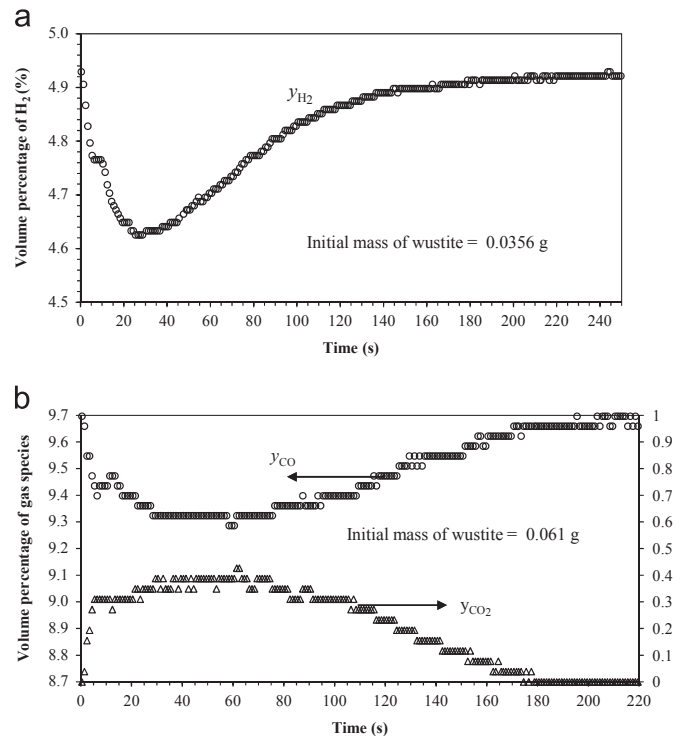 a
5.0
4.9
4.8
4.7
4.6
4.5
Volume percentage of H2 (%)
yH2
Initial mass of wustite = 0.0356 g
0 20 40 60 80 100 120 140 160 180 200 220 240
Time (s)
b
9.7
9.6
9.5
9.4
9.3
9.2
9.1
9.0
8.9
8.8
8.7
Volume percentage of gas species
yCO
Initial mass of wustite = 0.061 g
yCO2
1
0.9
0.8
0.7
0.6
0.5
0.4
0.3
0.2
0.1
0
0 20 40 60 80 100 120 140 160 180 200 220
Time (s)